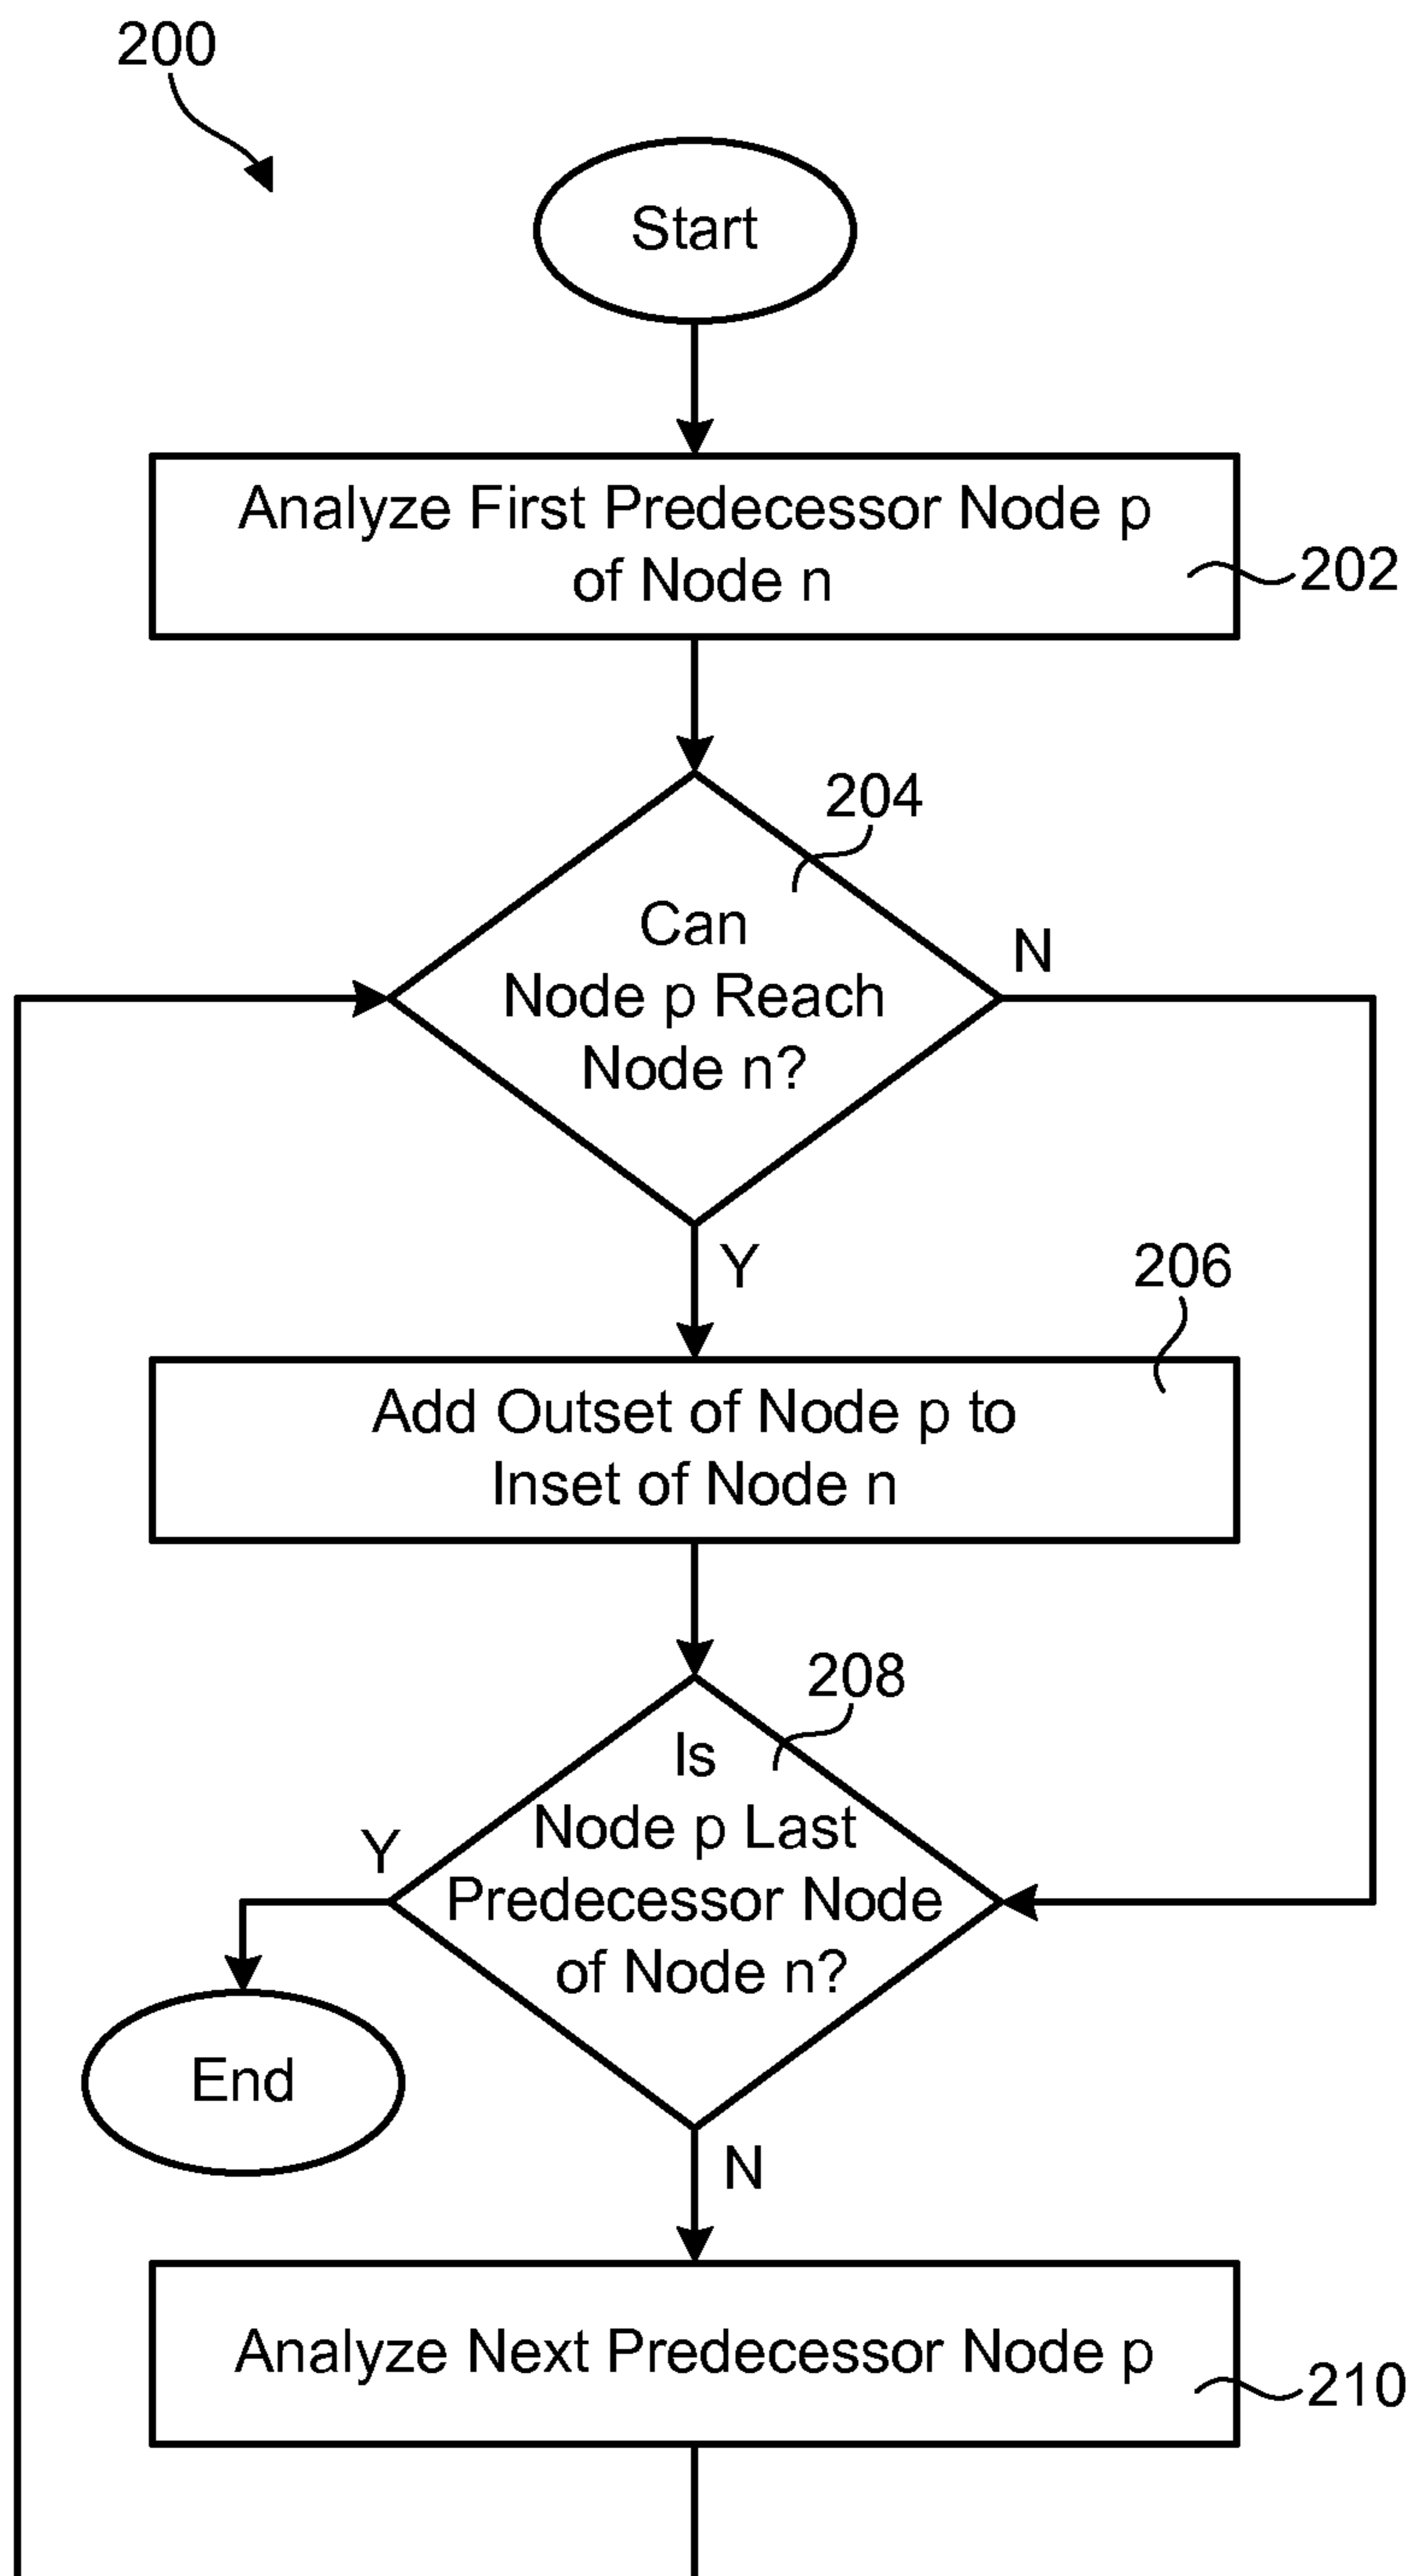 200
Start
Analyze First Predecessor Node p
of Node n
202
204
Can
Node p Reach
Node n?
N
Y
206
Add Outset of Node p to
Inset of Node n
208
Is
Node p Last
Predecessor Node
of Node n?
Y
End
N
Analyze Next Predecessor Node p
210